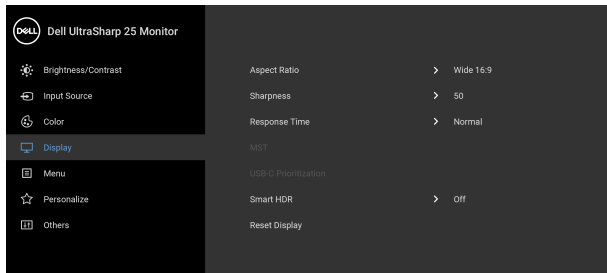 DELL Dell UltraSharp 25 Monitor
Brightness/Contrast
Input Source
Color
Display
Menu
Personalize
Others
Aspect Ratio > Wide 16:9
Sharpness > 50
Response Time > Normal
MST
USB-C Prioritization
Smart HDR > Off
Reset Display